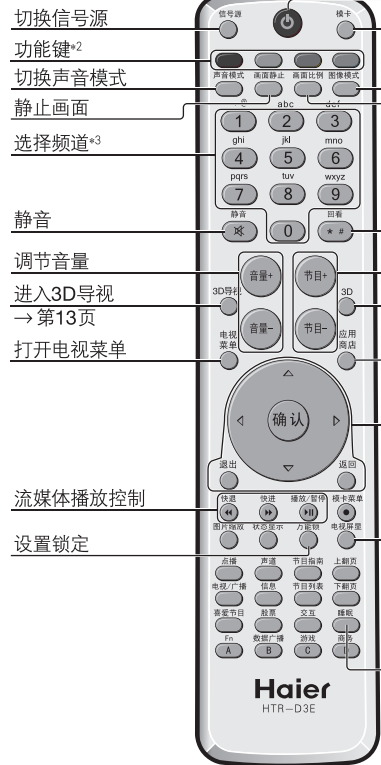 切换信号源
功能键*2
切换声音模式
静止画面
选择频道*3
静音
调节音量
进入3D导视
→第13页
打开电视菜单
流媒体播放控制
设置锁定
信号源 模卡
声音模式 画面静止 画面比例 图像模式
abc def
1 2 3
ghi jkl mno
4 5 6
pqrs tuv wxyz
7 8 9
静音 回看
0 * #
音量+ 节目+
3D导视 3D
音量- 节目-
电视菜单 应用商店
确认
退出 返回
快退 快进 播放/暂停 模卡菜单
图片缩放 状态显示 万能锁 电视屏显
点播 声道 节目指南 上翻页
电视/广播 信息 节目列表 下翻页
喜爱节目 股票 交互 睡眠
Fn 数据广播 游戏 商务
A B C D
Haier
HTR-D3E